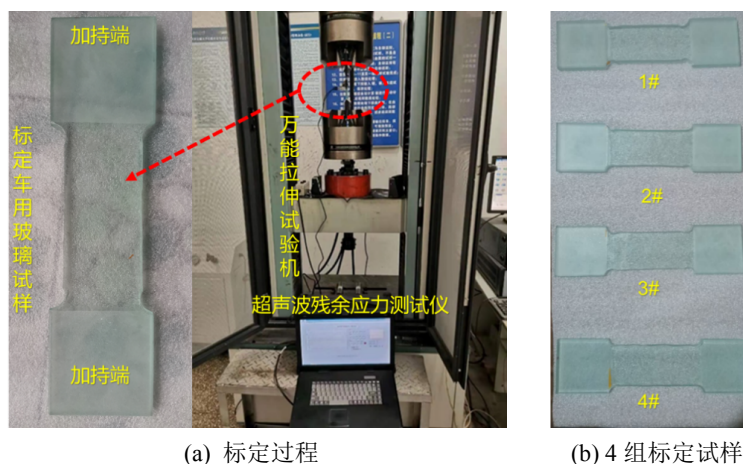 加持端
标定车用玻璃试样
加持端
万能拉伸试验机
超声波残余应力测试仪
1#
2#
3#
4#
(a) 标定过程
(b) 4 组标定试样